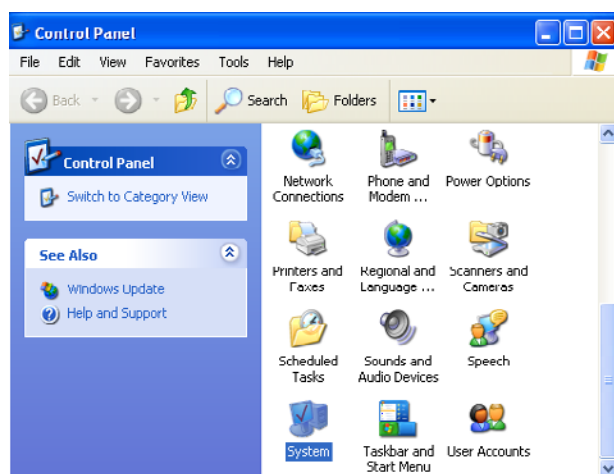 Control Panel
File Edit View Favorites Tools Help
Back Search Folders
Control Panel
Switch to Category View
See Also
Windows Update
Help and Support
Network
Connections
Phone and
Modem ...
Power Options
Printers and
Faxes
Regional and
Language ...
Scanners and
Cameras
Scheduled
Tasks
Sounds and
Audio Devices
Speech
System
Taskbar and
Start Menu
User Accounts